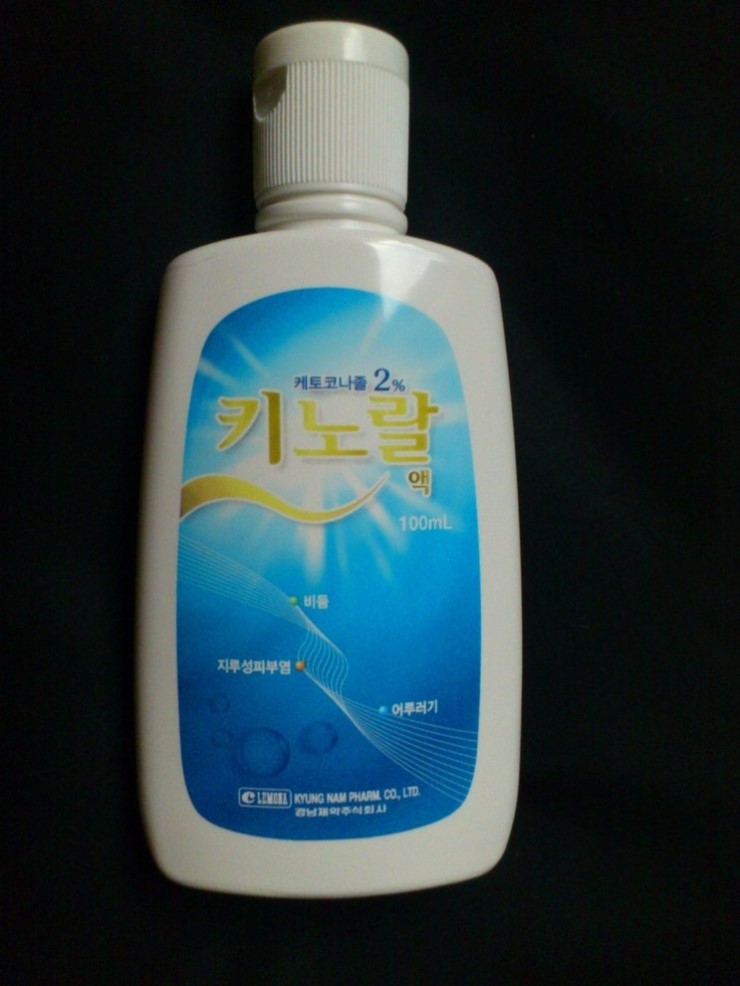 케토코나졸 2%
키노랄
액
100mL
비듬
지루성피부염
어루러기
LEMONA KYUNG NAM PHARM. CO., LTD.
경남제약주식회사